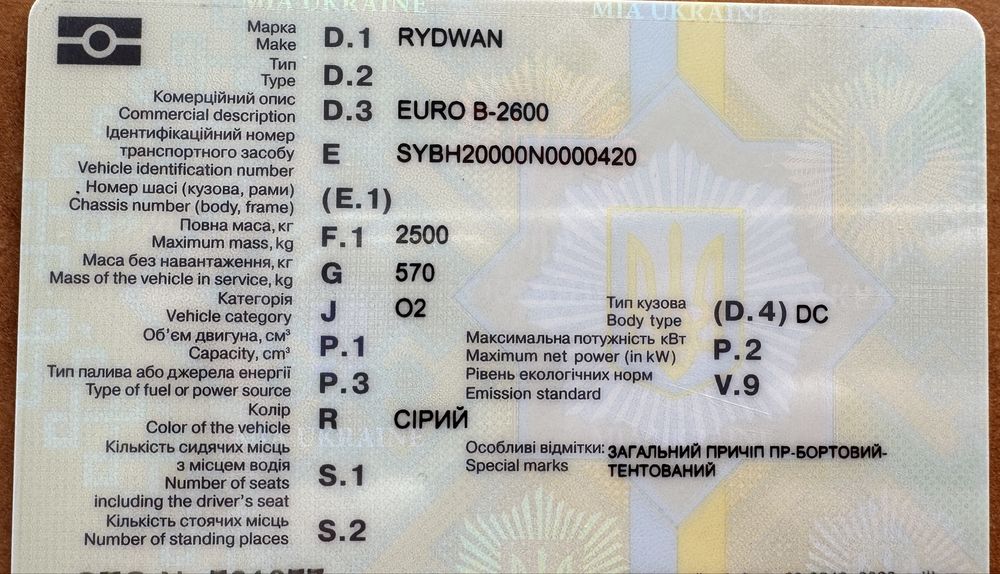 MIA UKRAINE MIA UKRAINE
Марка
Make D.1 RYDWAN
Тип
Type D.2
Комерційний опис
Commercial description D.3 EURO B-2600
Ідентифікаційний номер
транспортного засобу
Vehicle identification number E SYBH20000N0000420
Номер шасі (кузова, рами)
Chassis number (body, frame) (E.1)
Повна маса, кг
Maximum mass, kg F.1 2500
Маса без навантаження, кг
Mass of the vehicle in service, kg G 570
Категорія
Vehicle category J O2
Тип кузова
Body type (D.4) DC
Об'єм двигуна, см³
Capacity, cm³ P.1
Максимальна потужність кВт
Maximum net power (in kW) P.2
Тип палива або джерела енергії
Type of fuel or power source P.3
Рівень екологічних норм
Emission standard V.9
Колір
Color of the vehicle R СІРИЙ
UKRAINE
Кількість сидячих місць
з місцем водія
Number of seats
including the driver's seat S.1
Особливі відмітки: ЗАГАЛЬНИЙ ПРИЧІП ПР-БОРТОВИЙ-
Special marks ТЕНТОВАНИЙ
Кількість стоячих місць
Number of standing places S.2